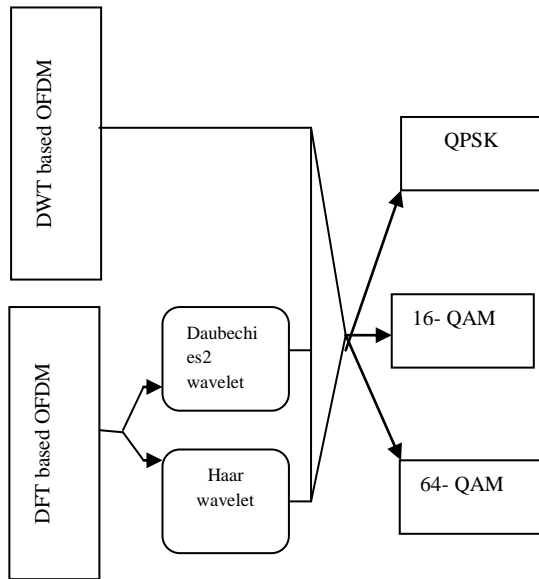 DWT based OFDM
DFT based OFDM
Daubechi
es2
wavelet
Haar
wavelet
QPSK
16- QAM
64- QAM